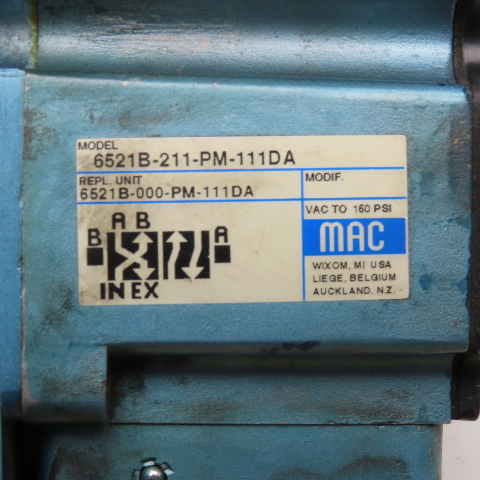 MODEL
6521B-211-PM-111DA
REPL. UNIT
6521B-000-PM-111DA
MODIF.
VAC TO 150 PSI
A B
B A
IN EX
MAC
WIXOM, MI USA
LIEGE, BELGIUM
AUCKLAND, N.Z.